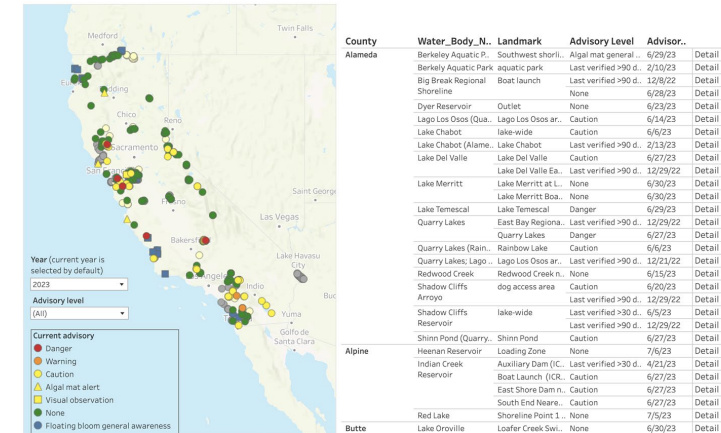 Twin Falls
Medford
Eu
dding
Chico
Reno
Sacramento
San Franc
Fresno
Saint George
Las Vegas
Bakersf
Lake Havasu
City
os Angele
Indio
Buc
Yuma
Golfo de
Santa Clara
Year (current year is
selected by default)
2023
Advisory level
(All)
Current advisory
Danger
Warning
Caution
Algal mat alert
Visual observation
None
Floating bloom general awareness
County Water_Body_N.. Landmark Advisory Level Advisor..
Alameda Berkeley Aquatic P.. Southwest shorli.. Algal mat general .. 6/29/23 Detail
Berkely Aquatic Park aquatic park Last verified >90 d.. 2/10/23 Detail
Big Break Regional Boat launch Last verified >90 d.. 12/8/22 Detail
Shoreline None 6/28/23 Detail
Dyer Reservoir Outlet None 6/23/23 Detail
Lago Los Osos (Qua.. Lago Los Osos ar.. Caution 6/14/23 Detail
Lake Chabot lake-wide Caution 6/6/23 Detail
Lake Chabot (Alame.. Lake Chabot Last verified >90 d.. 2/13/23 Detail
Lake Del Valle Lake Del Valle Caution 6/27/23 Detail
Lake Del Valle Ea.. Last verified >90 d.. 12/29/22 Detail
Lake Merritt Lake Merritt at L.. None 6/30/23 Detail
Lake Merritt Boa.. None 6/30/23 Detail
Lake Temescal Lake Temescal Danger 6/29/23 Detail
Quarry Lakes East Bay Regiona.. Last verified >90 d.. 12/29/22 Detail
Quarry Lakes Danger 6/27/23 Detail
Quarry Lakes (Rain.. Rainbow Lake Caution 6/6/23 Detail
Quarry Lakes; Lago .. Lago Los Osos ar.. Last verified >90 d.. 12/21/22 Detail
Redwood Creek Redwood Creek n.. None 6/15/23 Detail
Shadow Cliffs dog access area Caution 6/20/23 Detail
Arroyo Last verified >90 d.. 12/29/22 Detail
Shadow Cliffs lake-wide Last verified >30 d.. 6/5/23 Detail
Reservoir Last verified >90 d.. 12/29/22 Detail
Shinn Pond (Quarry.. Shinn Pond Caution 6/27/23 Detail
Alpine Heenan Reservoir Loading Zone None 7/6/23 Detail
Indian Creek Auxiliary Dam (IC.. Last verified >30 d.. 4/21/23 Detail
Reservoir Boat Launch (ICR.. Caution 6/27/23 Detail
East Shore Dam n.. Caution 6/27/23 Detail
South End Neare.. Caution 6/27/23 Detail
Red Lake Shoreline Point 1 .. None 7/5/23 Detail
Butte Lake Oroville Loafer Creek Swi.. None 6/30/23 Detail